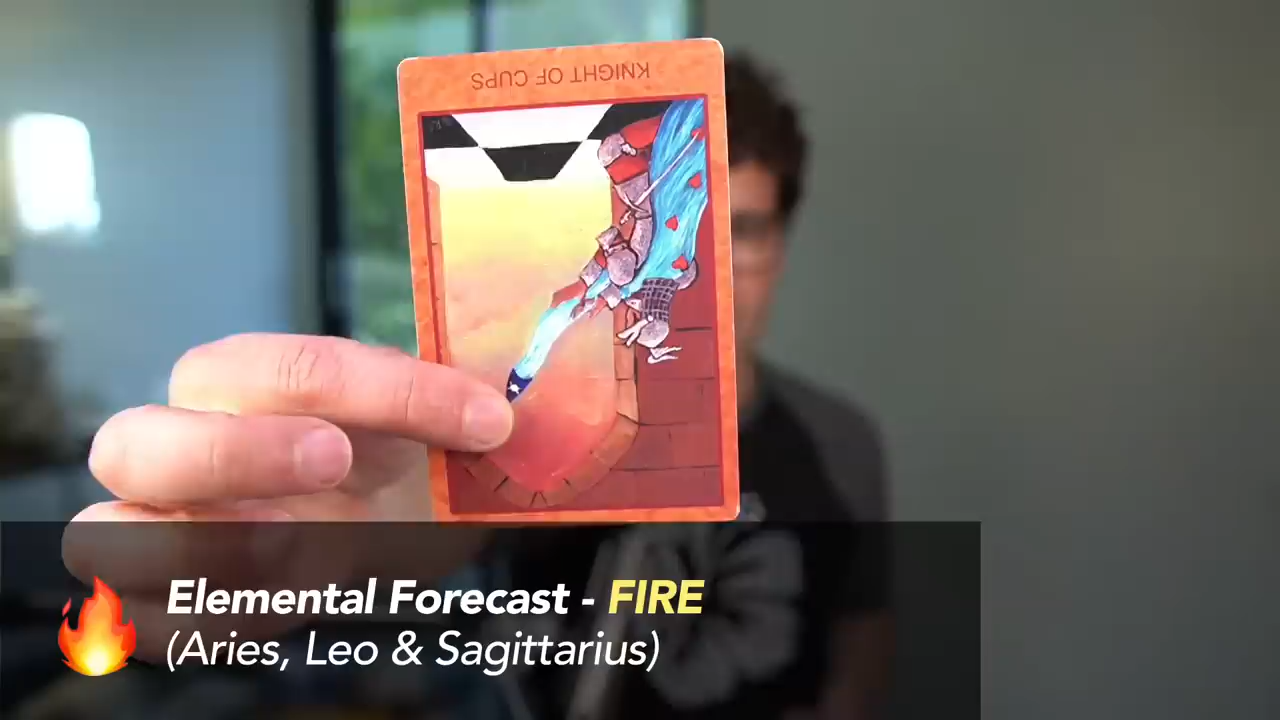 KNIGHT OF CUPS
Elemental Forecast - FIRE
(Aries, Leo & Sagittarius)